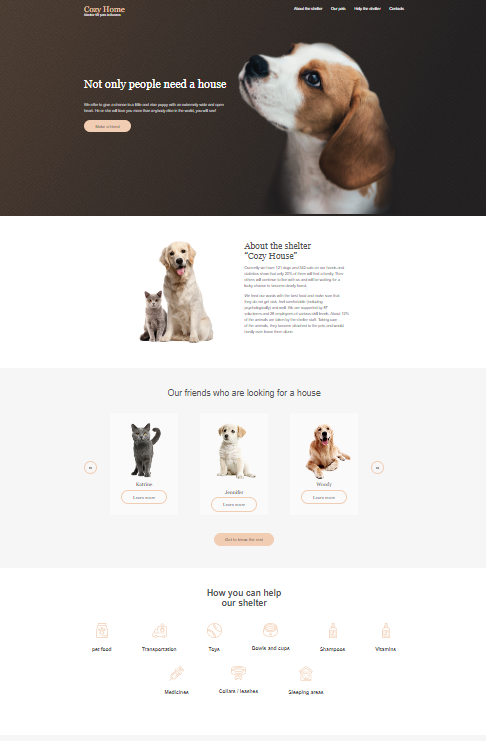 Cozy Home
Shelter for pets in Boston
About the shelter
Our pets
Help the shelter
Contacts
Not only people need a house
We offer to give a chance to a little and nice puppy with an extremely wide and open
heart. He or she will love you more than anybody else in the world, you will see!
Make a friend
About the shelter
“Cozy House”
Currently we have 121 dogs and 342 cats on our hands and
statistics show that only 20% of them will find a family. The
others will continue to live with us and will be waiting for a
lucky chance to become dearly loved.
We feed our wards with the best food and make sure that
they do not get sick, feel comfortable (including
psychologically) and well. We are supported by 87
volunteers and 28 employees of various skill levels. About 12%
of the animals are taken by the shelter staff. Taking care
of the animals, they become attached to the pets and would
hardly ever leave them alone.
Our friends who are looking for a house
Katrine
Learn more
Jennifer
Learn more
Woody
Learn more
Get to know the rest
How you can help
our shelter
pet food
Transportation
Toys
Bowls and cups
Shampoos
Vitamins
Medicines
Collars / leashes
Sleeping areas